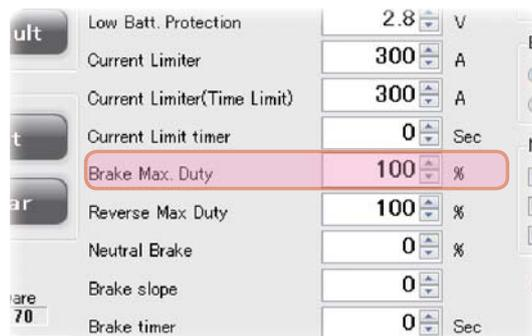 ult
Low Batt. Protection 2.8 V
Current Limiter 300 A
Current Limiter(Time Limit) 300 A
t
Current Limit timer 0 Sec
Brake Max. Duty 100 %
ar
Reverse Max Duty 100 %
Neutral Brake 0 %
Brake slope 0
are
70
Brake timer 0 Sec